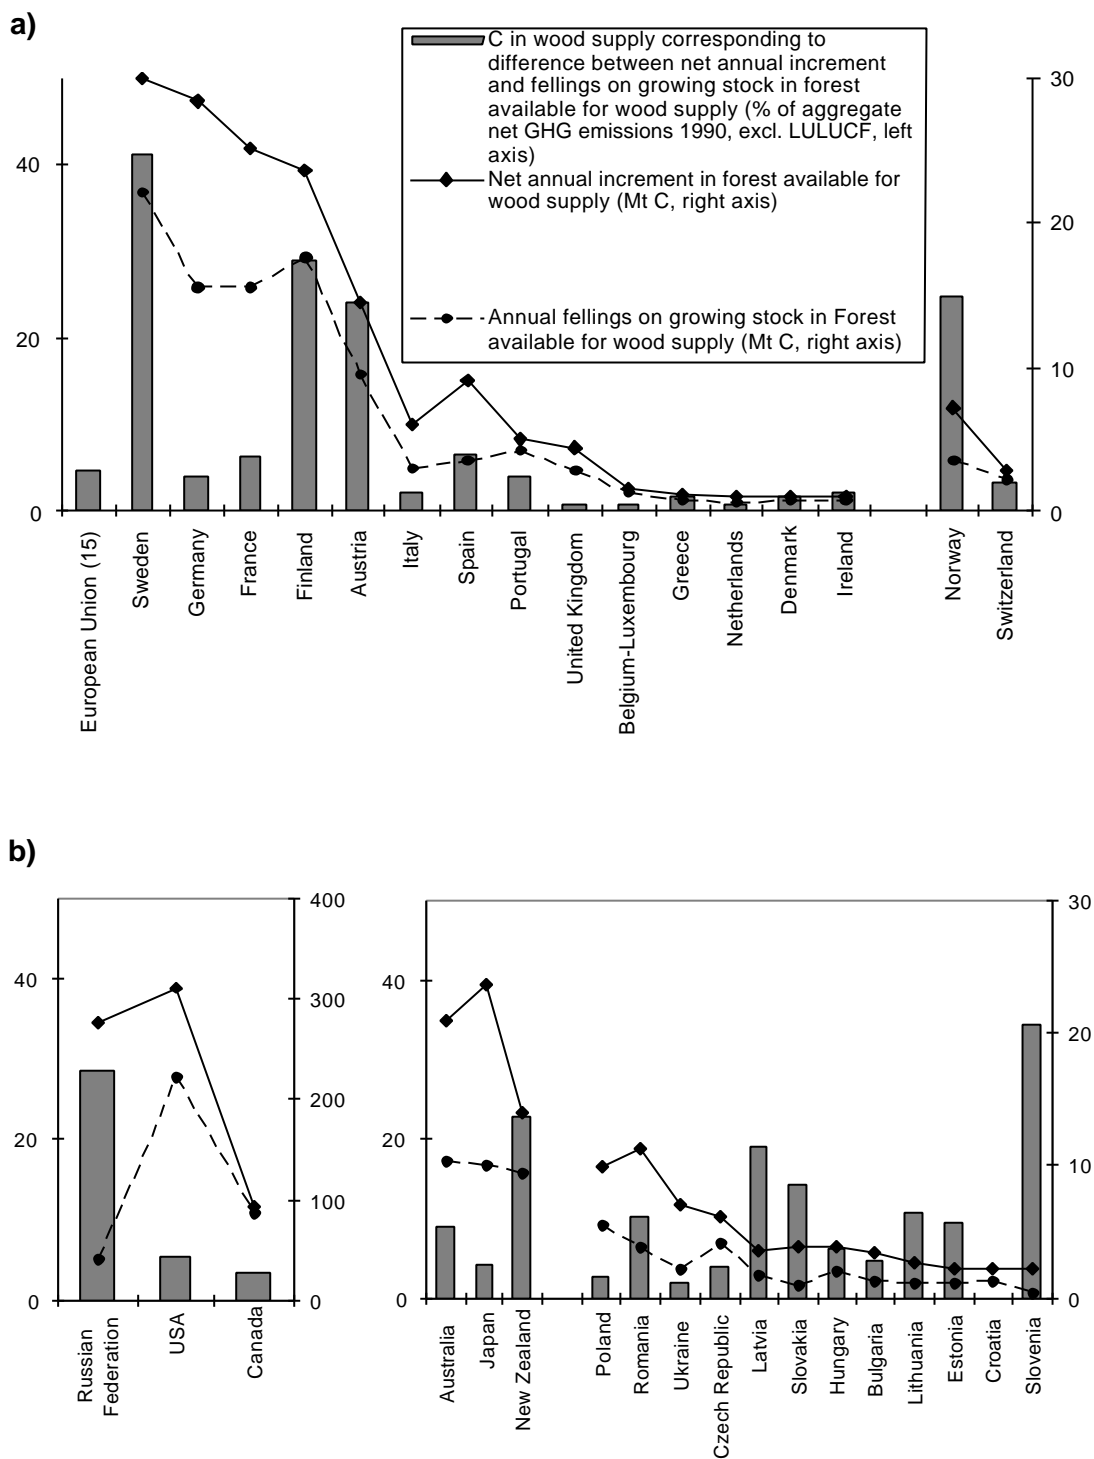 a)
C in wood supply corresponding to
difference between net annual increment
and fellings on growing stock in forest
available for wood supply (% of aggregate
net GHG emissions 1990, excl. LULUCF, left
axis)
Net annual increment in forest available for
wood supply (Mt C, right axis)
Annual fellings on growing stock in Forest
available for wood supply (Mt C, right axis)
40
20
0
30
20
10
0
European Union (15)
Sweden
Germany
France
Finland
Austria
Italy
Spain
Portugal
United Kingdom
Belgium-Luxembourg
Greece
Netherlands
Denmark
Ireland
Norway
Switzerland
b)
40
20
0
400
300
200
100
0
Russian
Federation
USA
Canada
40
20
0
30
20
10
0
Australia
Japan
New Zealand
Poland
Romania
Ukraine
Czech Republic
Latvia
Slovakia
Hungary
Bulgaria
Lithuania
Estonia
Croatia
Slovenia